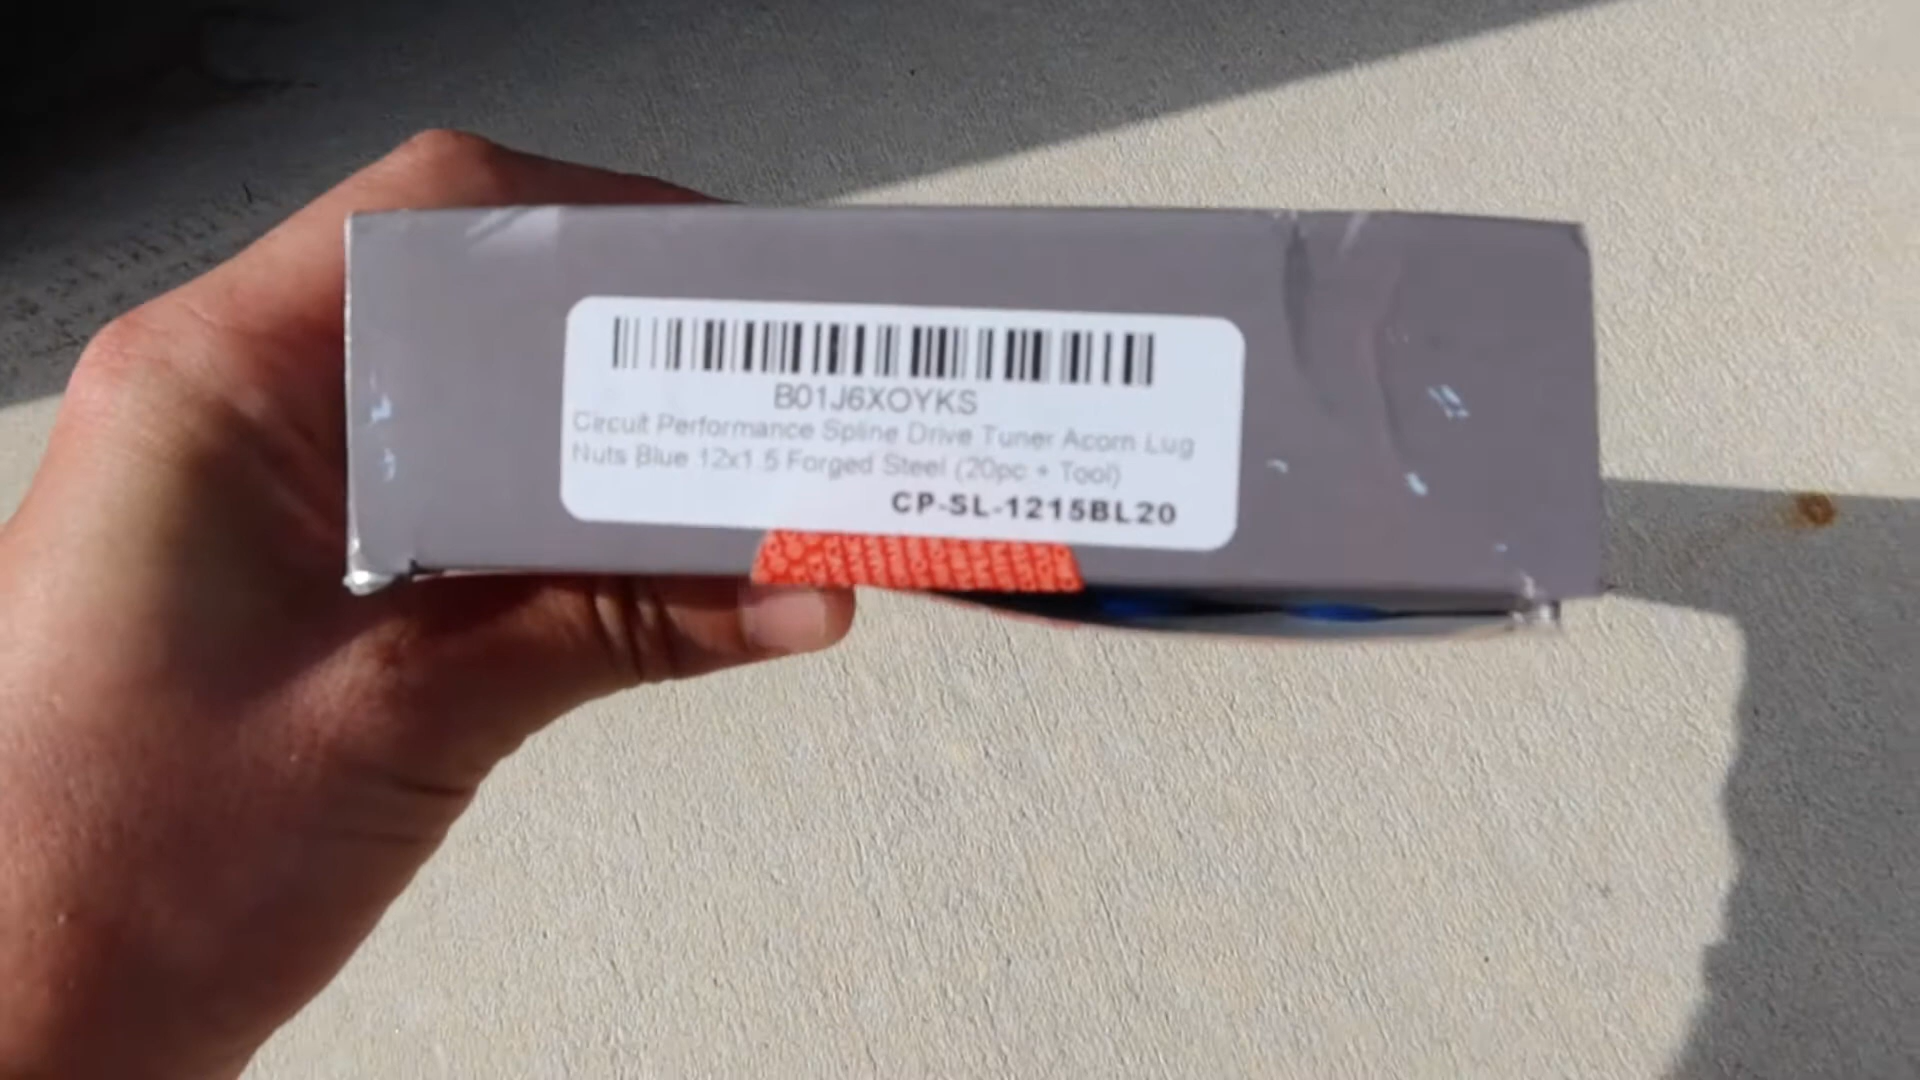 B01J6XOYKS
Circuit Performance Spline Drive Tuner Acorn Lug
Nuts Blue 12x1.5 Forged Steel (20pc + Tool)
CP-SL-1215BL20